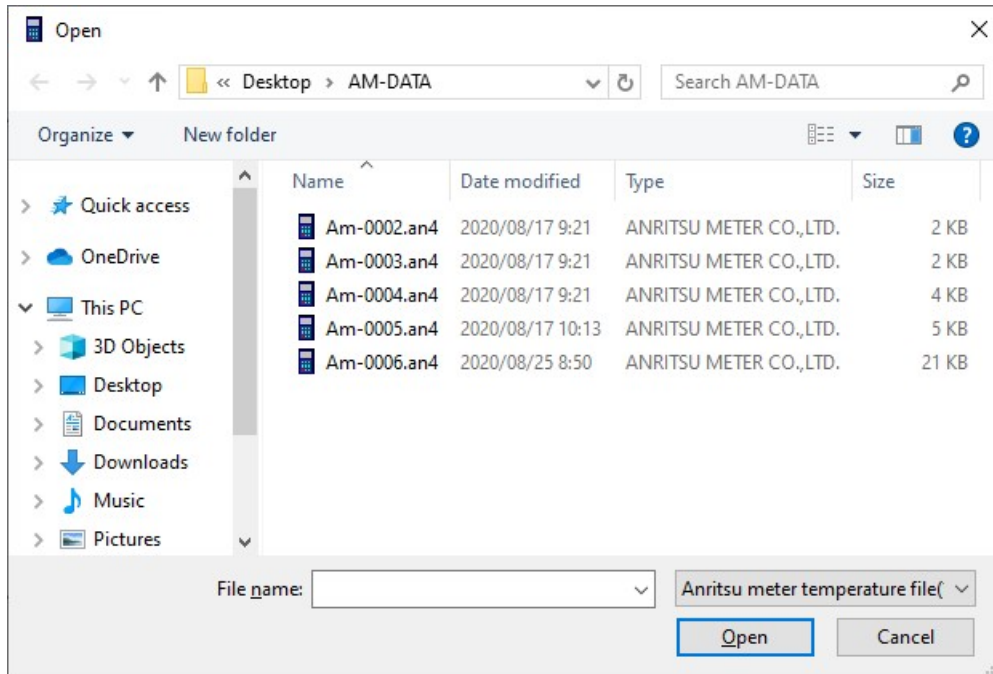 Open
« Desktop › AM-DATA
Search AM-DATA
Organize
New folder
Name Date modified Type Size
Quick access
OneDrive
This PC
3D Objects
Desktop
Documents
Downloads
Music
Pictures
Am-0002.an4 2020/08/17 9:21 ANRITSU METER CO.,LTD. 2 KB
Am-0003.an4 2020/08/17 9:21 ANRITSU METER CO.,LTD. 2 KB
Am-0004.an4 2020/08/17 9:21 ANRITSU METER CO.,LTD. 4 KB
Am-0005.an4 2020/08/17 10:13 ANRITSU METER CO.,LTD. 5 KB
Am-0006.an4 2020/08/25 8:50 ANRITSU METER CO.,LTD. 21 KB
File name:
Anritsu meter temperature file(
Open
Cancel